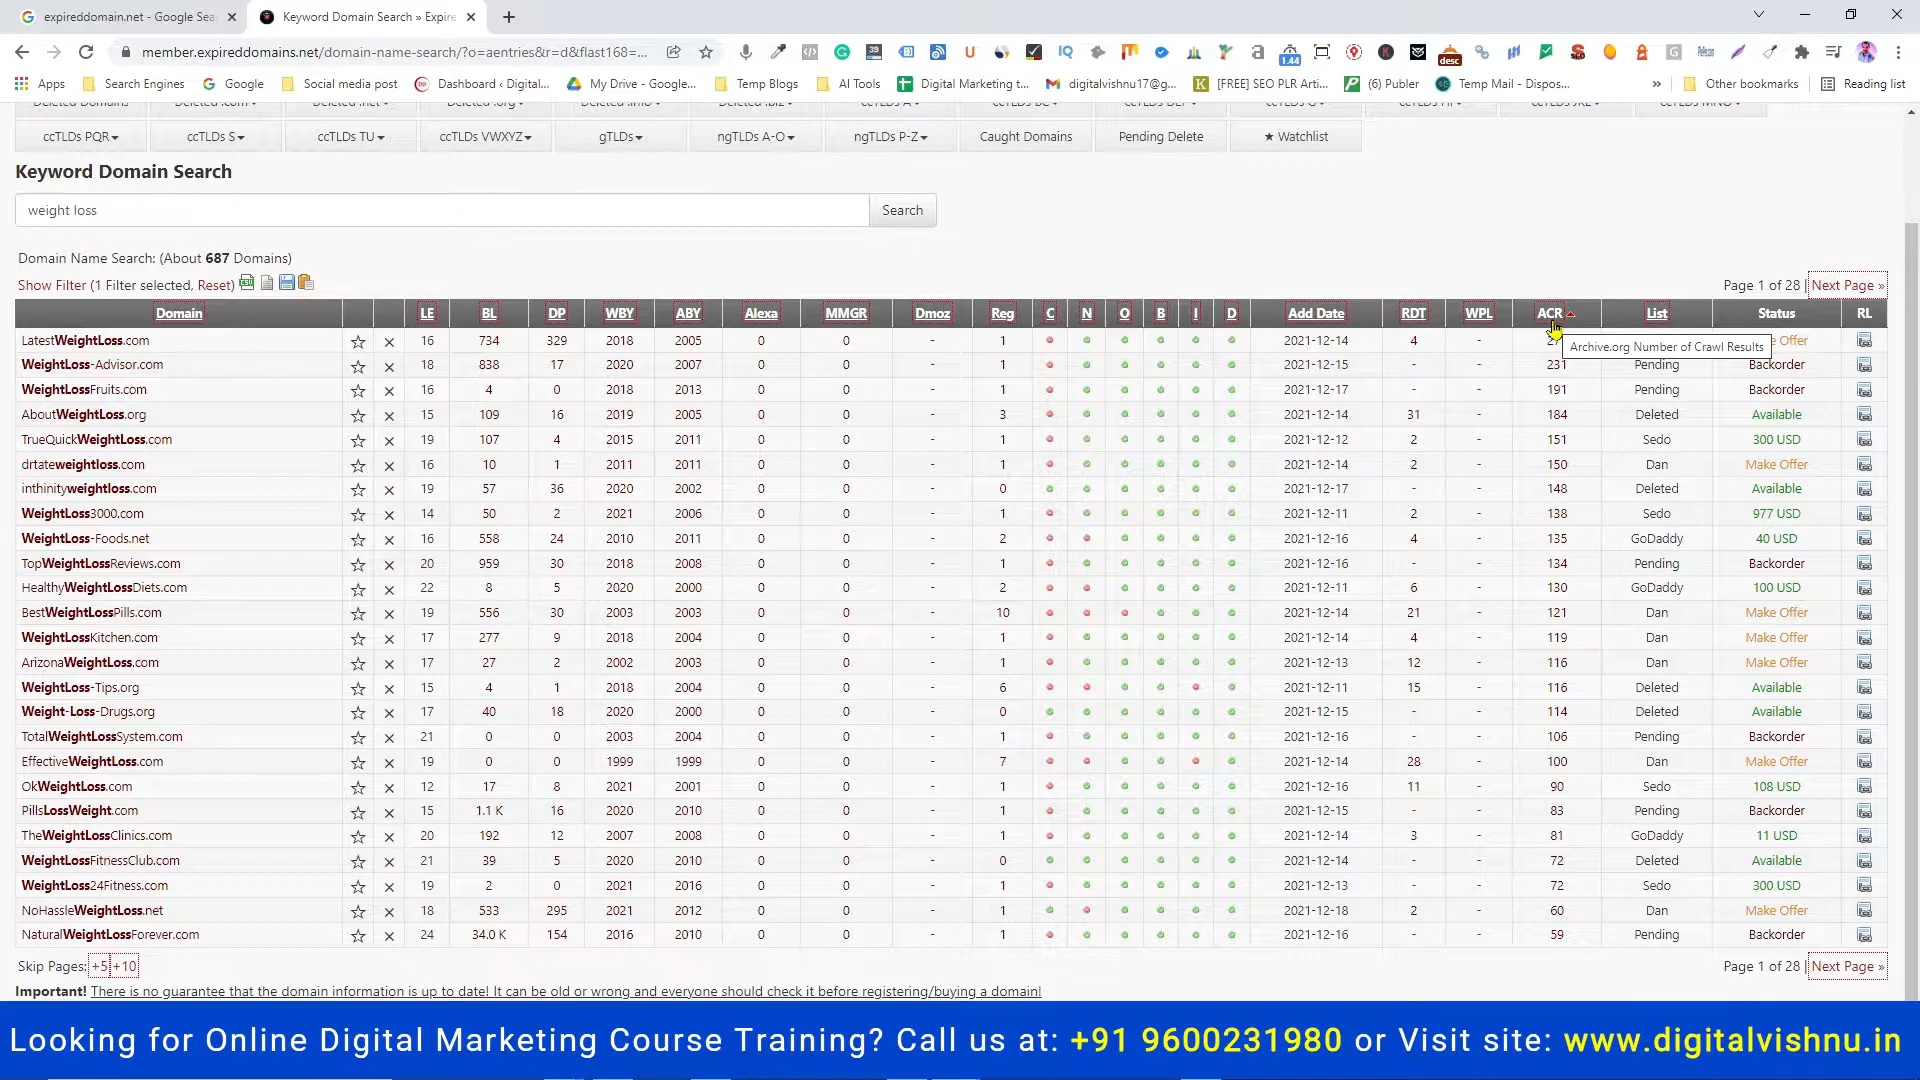 expireddomain.net - Google Sea
Keyword Domain Search » Expire
member.expireddomains.net/domain-name-search/?o=aentries&r=d&flast168=...
Apps Search Engines Google Social media post Dashboard ‹ Digital... My Drive - Google... Temp Blogs AI Tools Digital Marketing t... digitalvishnu17@g... [FREE] SEO PLR Arti... (6) Publer Temp Mail - Dispos... » Other bookmarks Reading list
ccTLDs PQR ccTLDs S ccTLDs TU ccTLDs VWXYZ gTLDs ngTLDs A-O ngTLDs P-Z Caught Domains Pending Delete ★ Watchlist
Keyword Domain Search
weight loss Search
Domain Name Search: (About 687 Domains)
Show Filter (1 Filter selected, Reset) Page 1 of 28 | Next Page »
Domain LE BL DP WBY ABY Alexa MMGR Dmoz Reg C N O B I D Add Date RDT WPL ACR List Status RL
LatestWeightLoss.com 16 734 329 2018 2005 0 0 - 1 2021-12-14 4 - Offer
Archive.org Number of Crawl Results
WeightLoss-Advisor.com 18 838 17 2020 2007 0 0 - 1 2021-12-15 - - 231 Pending Backorder
WeightLossFruits.com 16 4 0 2018 2013 0 0 - 1 2021-12-17 - - 191 Pending Backorder
AboutWeightLoss.org 15 109 16 2019 2005 0 0 - 3 2021-12-14 31 - 184 Deleted Available
TrueQuickWeightLoss.com 19 107 4 2015 2011 0 0 - 1 2021-12-12 2 - 151 Sedo 300 USD
drtateweightloss.com 16 10 1 2011 2011 0 0 - 1 2021-12-14 2 - 150 Dan Make Offer
inthinityweightloss.com 19 57 36 2020 2002 0 0 - 0 2021-12-17 - - 148 Deleted Available
WeightLoss3000.com 14 50 2 2021 2006 0 0 - 1 2021-12-11 2 - 138 Sedo 977 USD
WeightLoss-Foods.net 16 558 24 2010 2011 0 0 - 2 2021-12-16 4 - 135 GoDaddy 40 USD
TopWeightLossReviews.com 20 959 30 2018 2008 0 0 - 1 2021-12-16 - - 134 Pending Backorder
HealthyWeightLossDiets.com 22 8 5 2020 2000 0 0 - 2 2021-12-11 6 - 130 GoDaddy 100 USD
BestWeightLossPills.com 19 556 30 2003 2003 0 0 - 10 2021-12-14 21 - 121 Dan Make Offer
WeightLossKitchen.com 17 277 9 2018 2004 0 0 - 1 2021-12-14 4 - 119 Dan Make Offer
ArizonaWeightLoss.com 17 27 2 2002 2003 0 0 - 1 2021-12-13 12 - 116 Dan Make Offer
WeightLoss-Tips.org 15 4 1 2018 2004 0 0 - 6 2021-12-11 15 - 116 Deleted Available
Weight-Loss-Drugs.org 17 40 18 2020 2000 0 0 - 0 2021-12-15 - - 114 Deleted Available
TotalWeightLossSystem.com 21 0 0 2003 2004 0 0 - 1 2021-12-16 - - 106 Pending Backorder
EffectiveWeightLoss.com 19 0 0 1999 1999 0 0 - 7 2021-12-14 28 - 100 Dan Make Offer
OkWeightLoss.com 12 17 8 2021 2001 0 0 - 1 2021-12-16 11 - 90 Sedo 108 USD
PillsLossWeight.com 15 1.1 K 16 2020 2010 0 0 - 1 2021-12-15 - - 83 Pending Backorder
TheWeightLossClinics.com 20 192 12 2007 2008 0 0 - 1 2021-12-14 3 - 81 GoDaddy 11 USD
WeightLossFitnessClub.com 21 39 5 2020 2010 0 0 - 0 2021-12-14 - - 72 Deleted Available
WeightLoss24Fitness.com 19 2 0 2021 2016 0 0 - 1 2021-12-13 - - 72 Sedo 300 USD
NoHassleWeightLoss.net 18 533 295 2021 2012 0 0 - 1 2021-12-18 2 - 60 Dan Make Offer
NaturalWeightLossForever.com 24 34.0 K 154 2016 2010 0 0 - 1 2021-12-16 - - 59 Pending Backorder
Skip Pages: +5 +10 Page 1 of 28 | Next Page »
Important! There is no guarantee that the domain information is up to date! It can be old or wrong and everyone should check it before registering/buying a domain!
Looking for Online Digital Marketing Course Training? Call us at: +91 9600231980 or Visit site: www.digitalvishnu.in